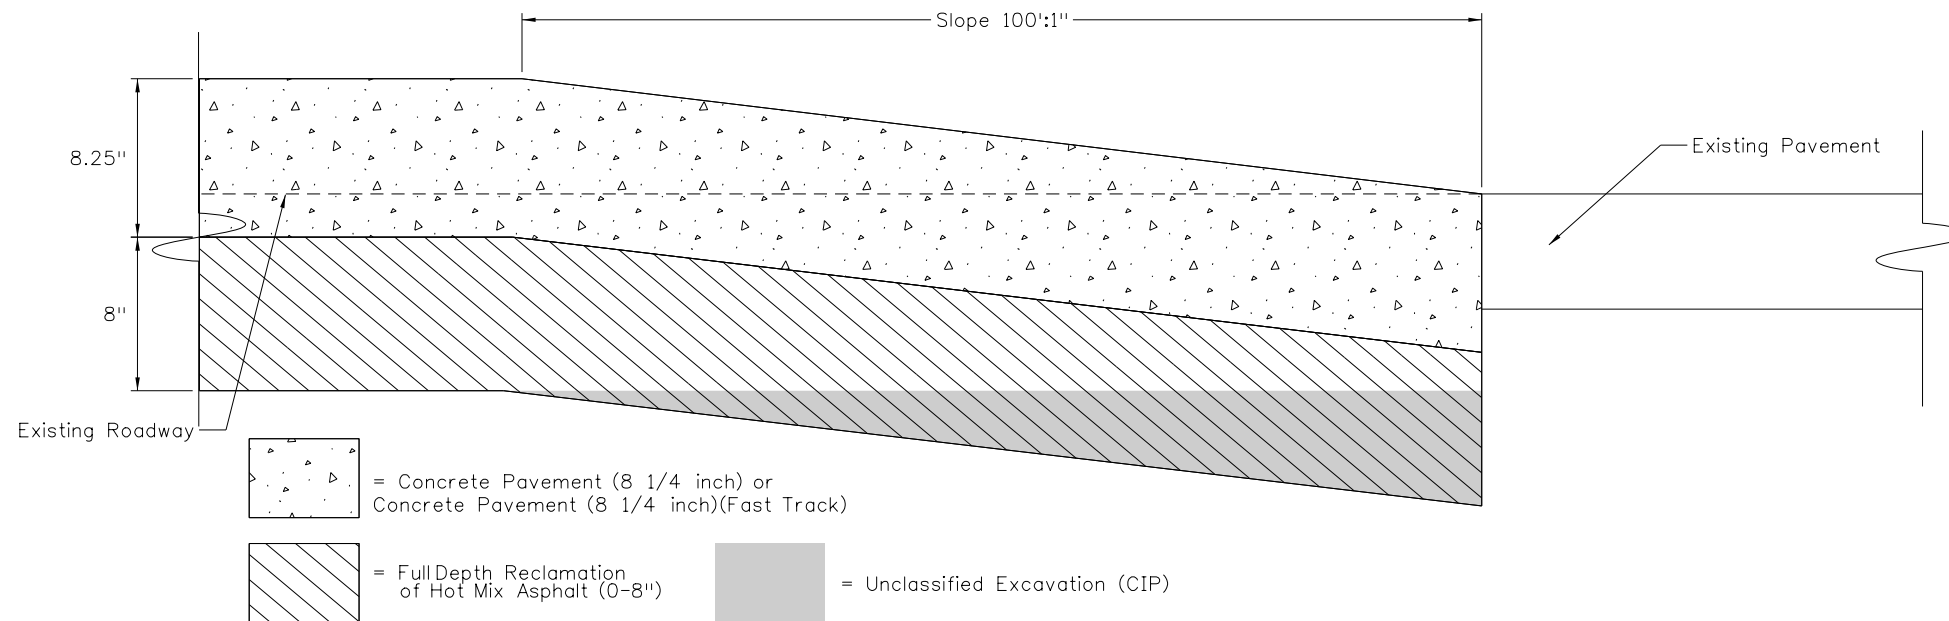 Slope 100':1"
Existing Pavement
8.25"
8"
Existing Roadway
= Concrete Pavement (8 1/4 inch) or
Concrete Pavement (8 1/4 inch)(Fast Track)
= Full Depth Reclamation
of Hot Mix Asphalt (0-8")
= Unclassified Excavation (CIP)